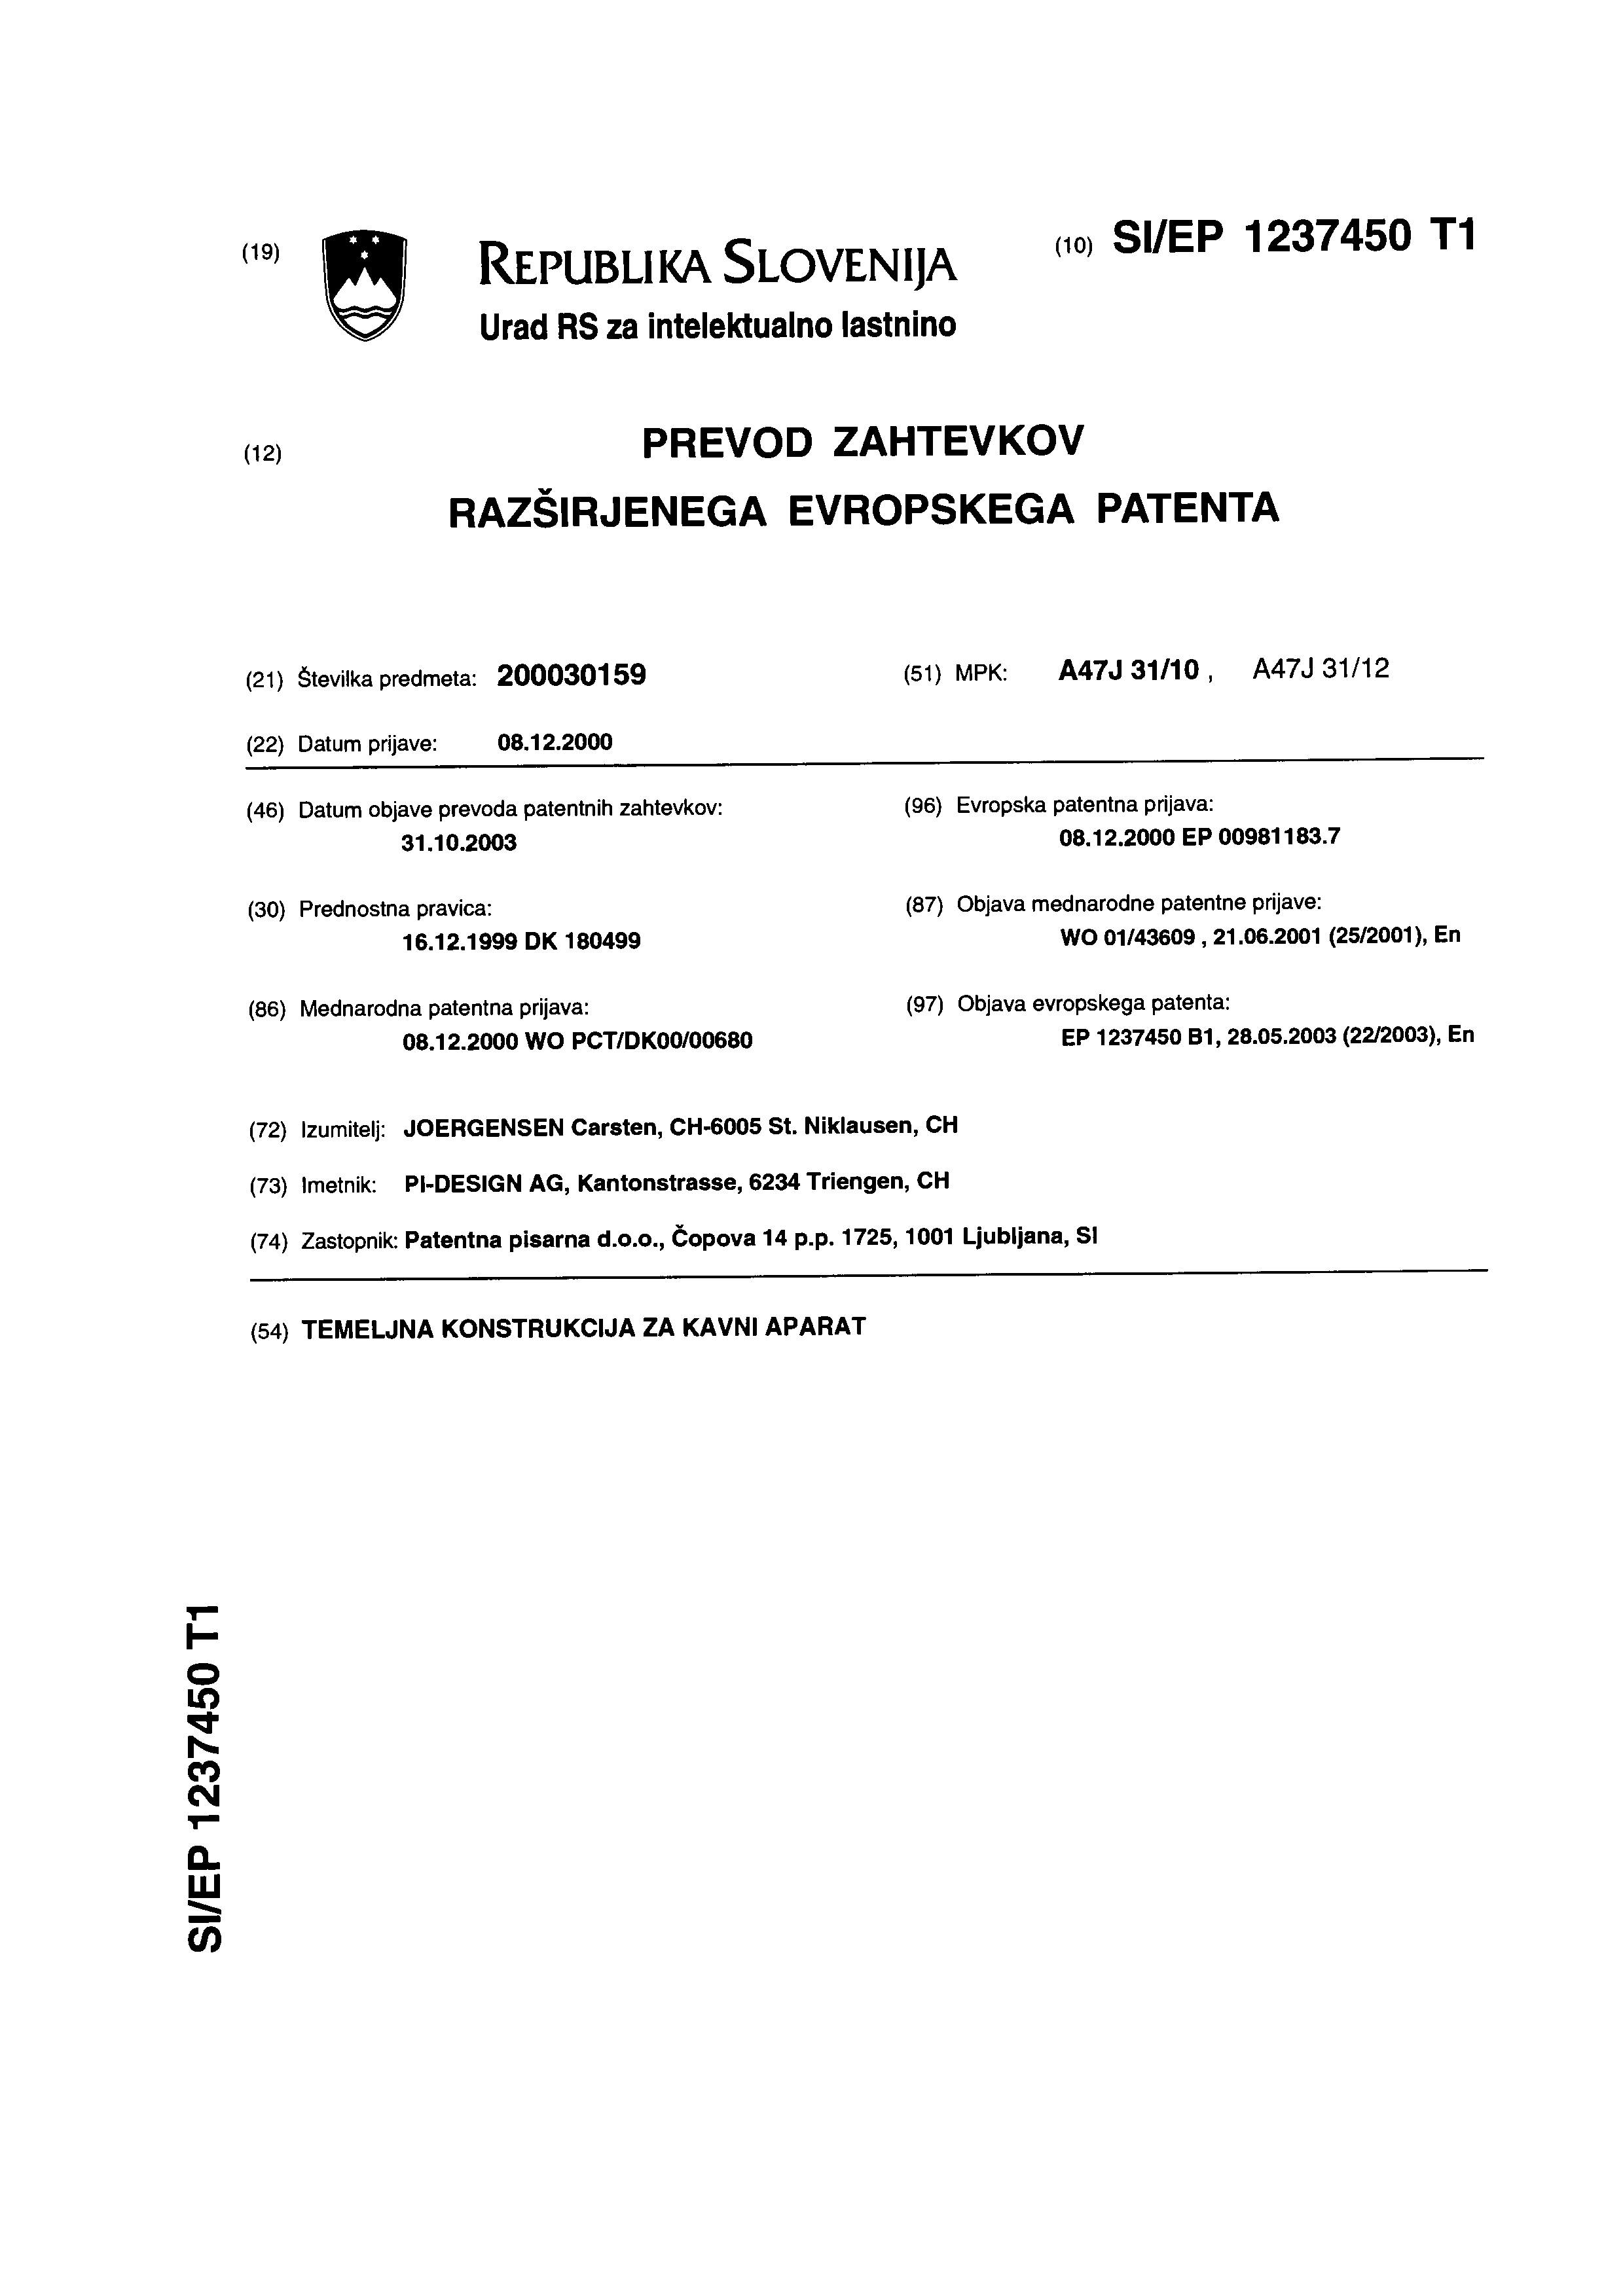 (19)
REPUBLIKA SLOVENIJA
Urad RS za intelektualno lastnino
(10) SI/EP 1237450 T1
(12)
PREVOD ZAHTEVKOV
RAZŠIRJENEGA EVROPSKEGA PATENTA
(21) Številka predmeta: 200030159
(51) MPK: A47J 31/10 , A47J 31/12
(22) Datum prijave: 08.12.2000
(46) Datum objave prevoda patentnih zahtevkov:
31.10.2003
(96) Evropska patentna prijava:
08.12.2000 EP 00981183.7
(30) Prednostna pravica:
16.12.1999 DK 180499
(87) Objava mednarodne patentne prijave:
WO 01/43609 , 21.06.2001 (25/2001), En
(86) Mednarodna patentna prijava:
08.12.2000 WO PCT/DK00/00680
(97) Objava evropskega patenta:
EP 1237450 B1, 28.05.2003 (22/2003), En
(72) Izumitelj: JOERGENSEN Carsten, CH-6005 St. Niklausen, CH
(73) Imetnik: PI-DESIGN AG, Kantonstrasse, 6234 Triengen, CH
(74) Zastopnik: Patentna pisarna d.o.o., Čopova 14 p.p. 1725, 1001 Ljubljana, SI
(54) TEMELJNA KONSTRUKCIJA ZA KAVNI APARAT
SI/EP 1237450 T1